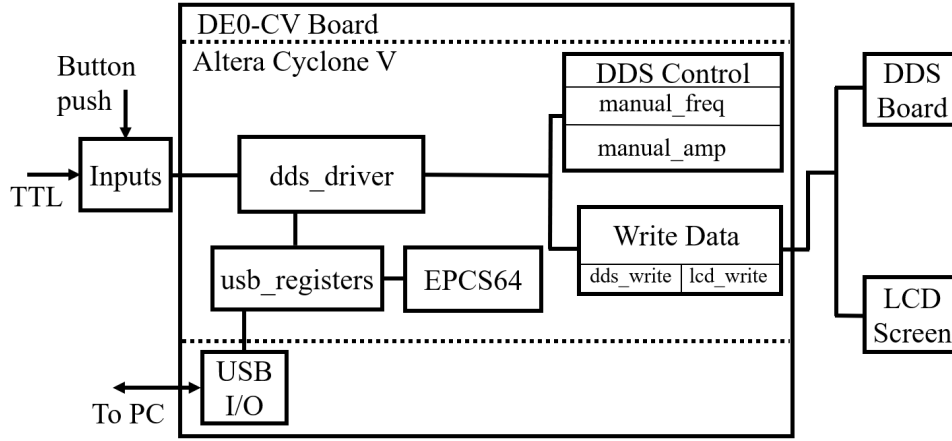 DE0-CV Board
Altera Cyclone V
Button
push
TTL
Inputs
dds_driver
DDS Control
manual_freq
manual_amp
Write Data
dds_write
lcd_write
usb_registers
EPCS64
USB
I/O
To PC
DDS
Board
LCD
Screen